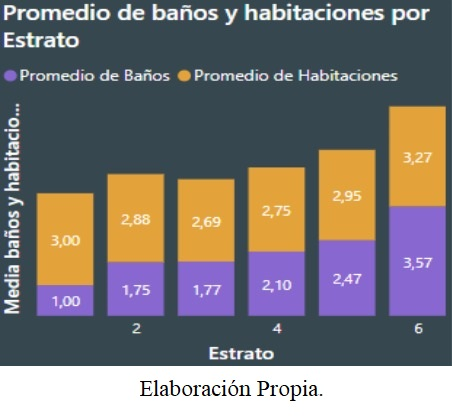 Promedio de baños y habitaciones por
Estrato
Promedio de Baños Promedio de Habitaciones
Media baños y habitacio...
3,00 2,88 2,69 2,75 2,95 3,27
1,00 1,75 1,77 2,10 2,47 3,57
2 4 6
Estrato
Elaboración Propia.